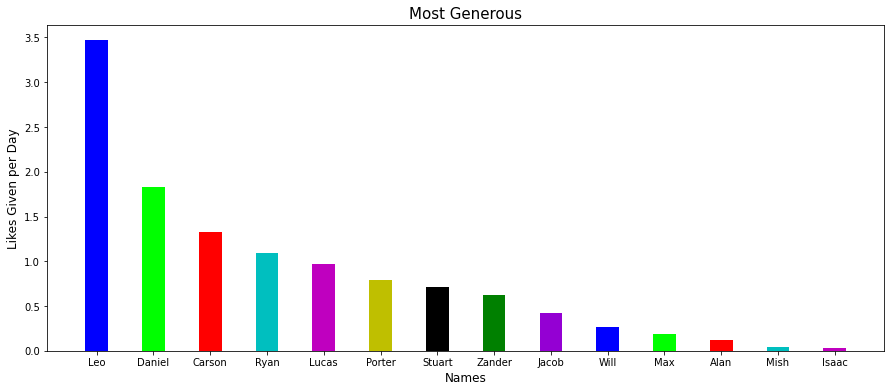 Most Generous
Likes Given per Day
3.5
3.0
2.5
2.0
1.5
1.0
0.5
0.0
Leo Daniel Carson Ryan Lucas Porter Stuart Zander Jacob Will Max Alan Mish Isaac
Names